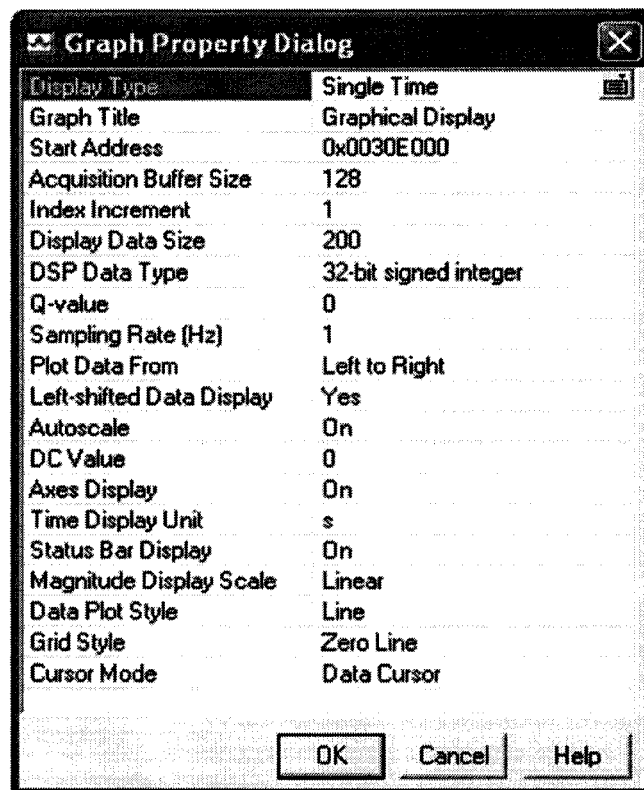 Graph Property Dialog
Display Type Single Time
Graph Title Graphical Display
Start Address 0x0030E000
Acquisition Buffer Size 128
Index Increment 1
Display Data Size 200
DSP Data Type 32-bit signed integer
Q-value 0
Sampling Rate (Hz) 1
Plot Data From Left to Right
Left-shifted Data Display Yes
Autoscale On
DC Value 0
Axes Display On
Time Display Unit s
Status Bar Display On
Magnitude Display Scale Linear
Data Plot Style Line
Grid Style Zero Line
Cursor Mode Data Cursor
OK Cancel Help